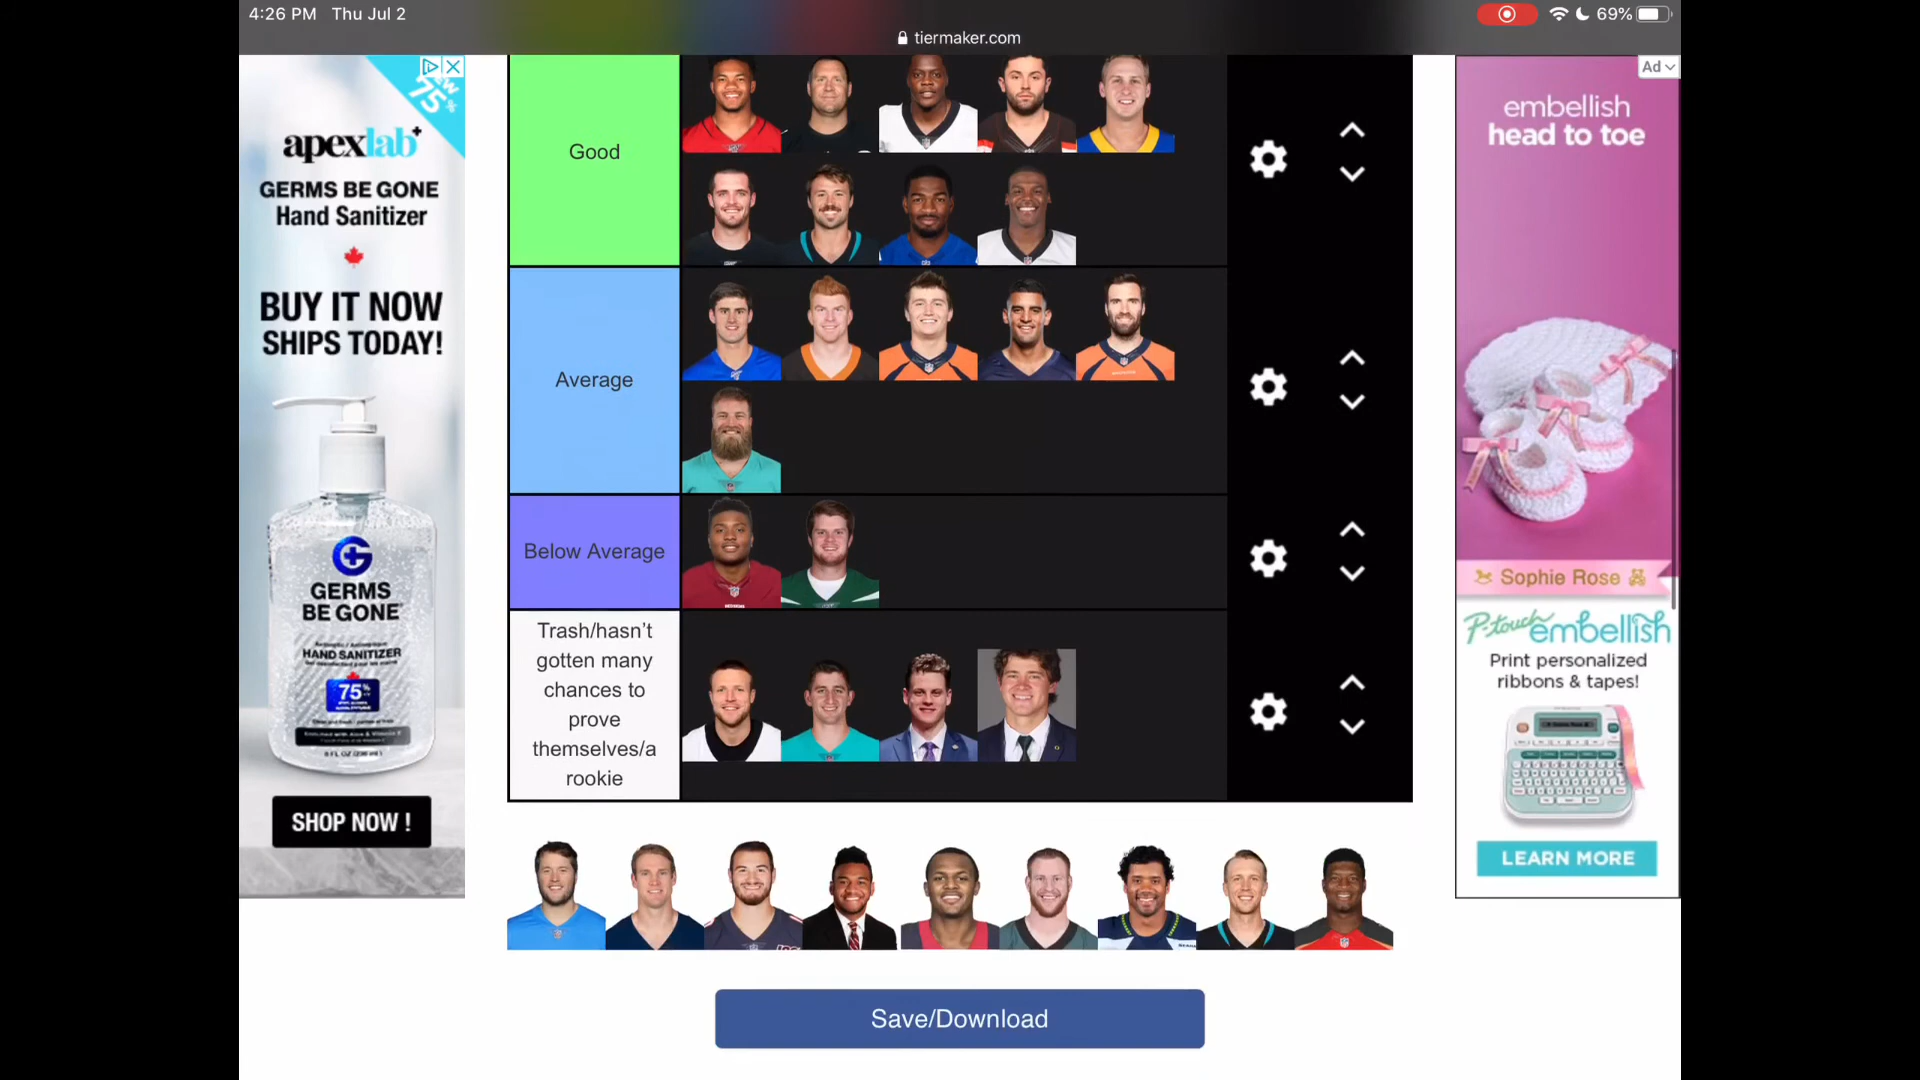 4:26 PM Thu Jul 2
69%
tiermaker.com
NEW
75%
apexlab+
GERMS BE GONE
Hand Sanitizer
BUY IT NOW
SHIPS TODAY!
GERMS
BE GONE
HAND SANITIZER
75%
SHOP NOW !
Good
Average
Below Average
Trash/hasn't
gotten many
chances to
prove
themselves/a
rookie
Save/Download
Ad
embellish
head to toe
Sophie Rose
P-touch embellish
Print personalized
ribbons & tapes!
LEARN MORE